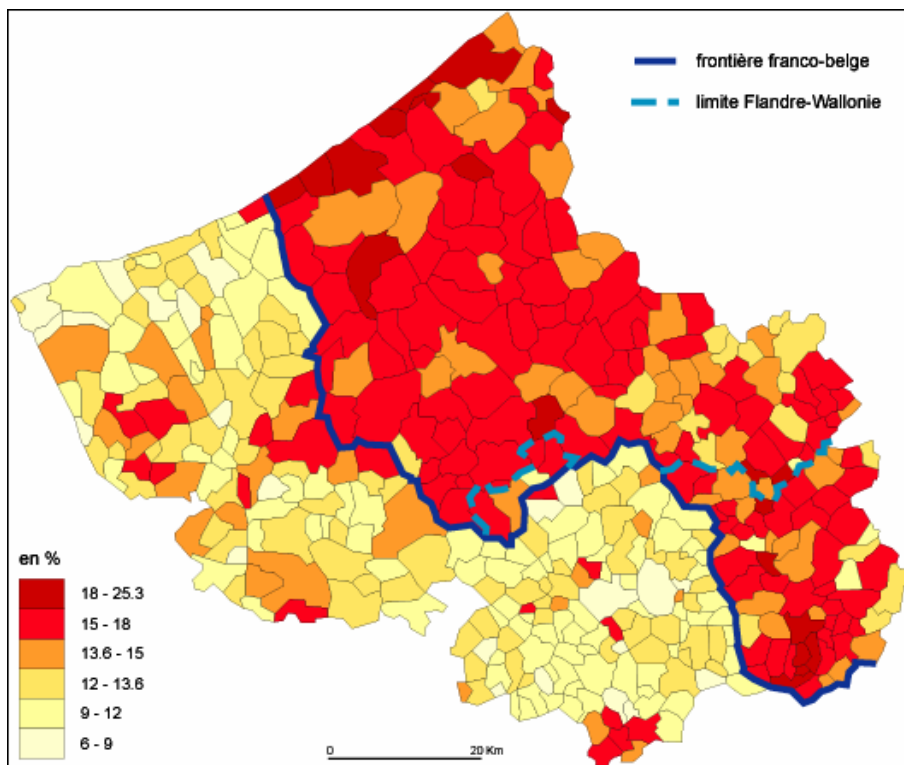 frontière franco-belge
limite Flandre-Wallonie
en %
18 - 25.3
15 - 18
13.6 - 15
12 - 13.6
9 - 12
6 - 9
0 20 Km